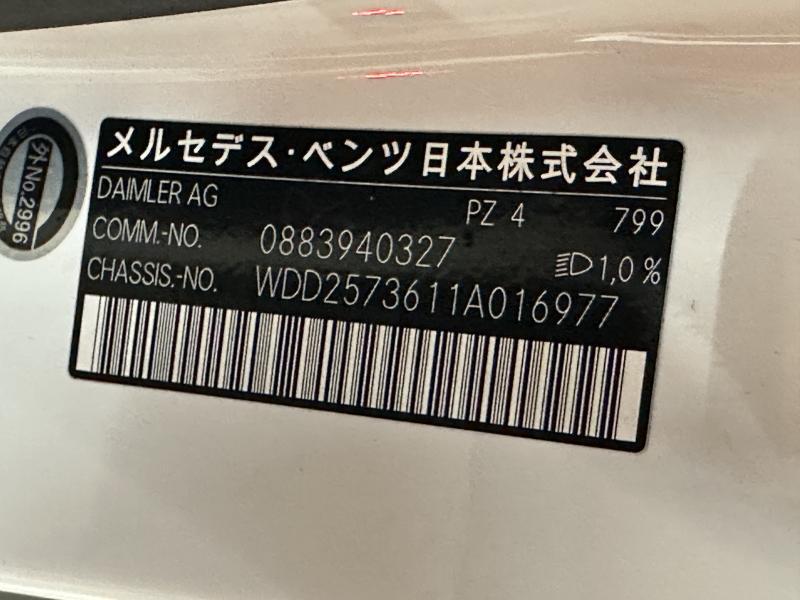 メルセデス・ベンツ日本株式会社
DAIMLER AG PZ 4 799
COMM.-NO. 0883940327 1,0 %
CHASSIS.-NO. WDD2573611A016977
外No.2996